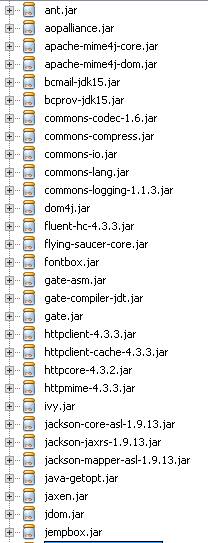 ant.jar
aopalliance.jar
apache-mime4j-core.jar
apache-mime4j-dom.jar
bcmail-jdk15.jar
bcprov-jdk15.jar
commons-codec-1.6.jar
commons-compress.jar
commons-io.jar
commons-lang.jar
commons-logging-1.1.3.jar
dom4j.jar
fluent-hc-4.3.3.jar
flying-saucer-core.jar
fontbox.jar
gate-asm.jar
gate-compiler-jdt.jar
gate.jar
httpclient-4.3.3.jar
httpclient-cache-4.3.3.jar
httpcore-4.3.2.jar
httpmime-4.3.3.jar
ivy.jar
jackson-core-asl-1.9.13.jar
jackson-jaxrs-1.9.13.jar
jackson-mapper-asl-1.9.13.jar
java-getopt.jar
jaxen.jar
jdom.jar
jempbox.jar